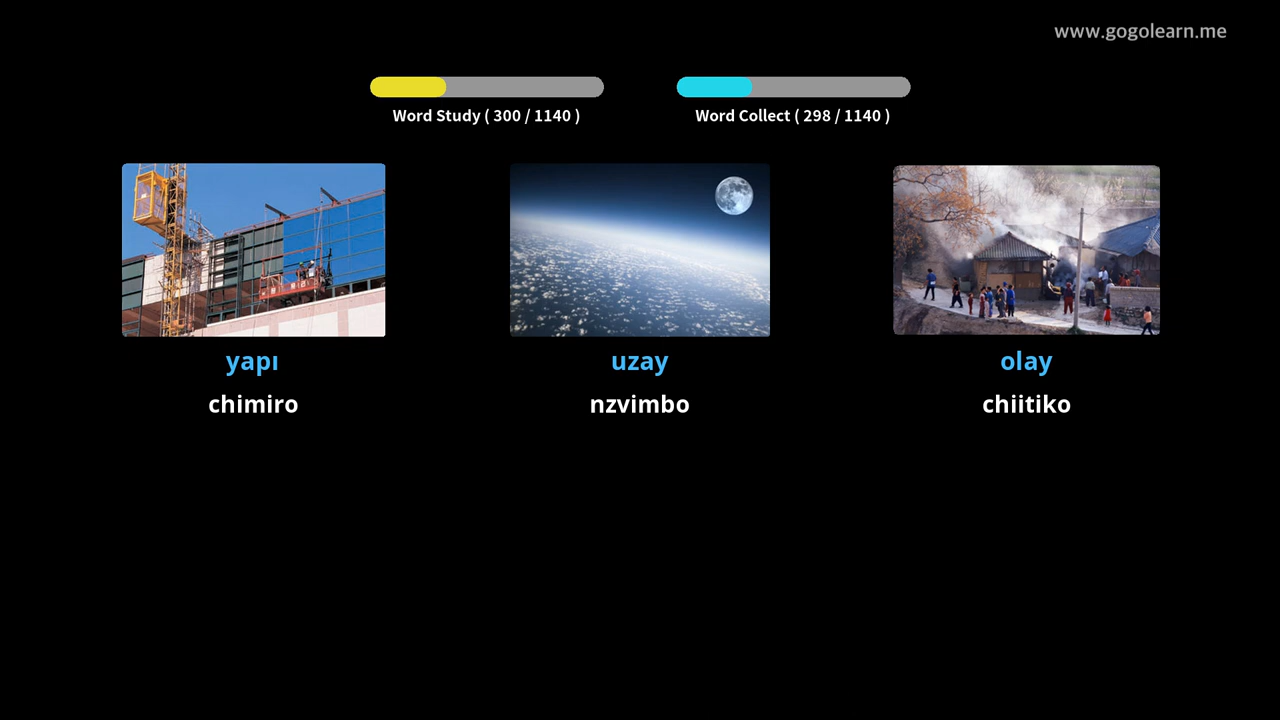 www.gogolearn.me
Word Study ( 300 / 1140 )
Word Collect ( 298 / 1140 )
yapı
uzay
olay
chimiro
nzvimbo
chiitiko